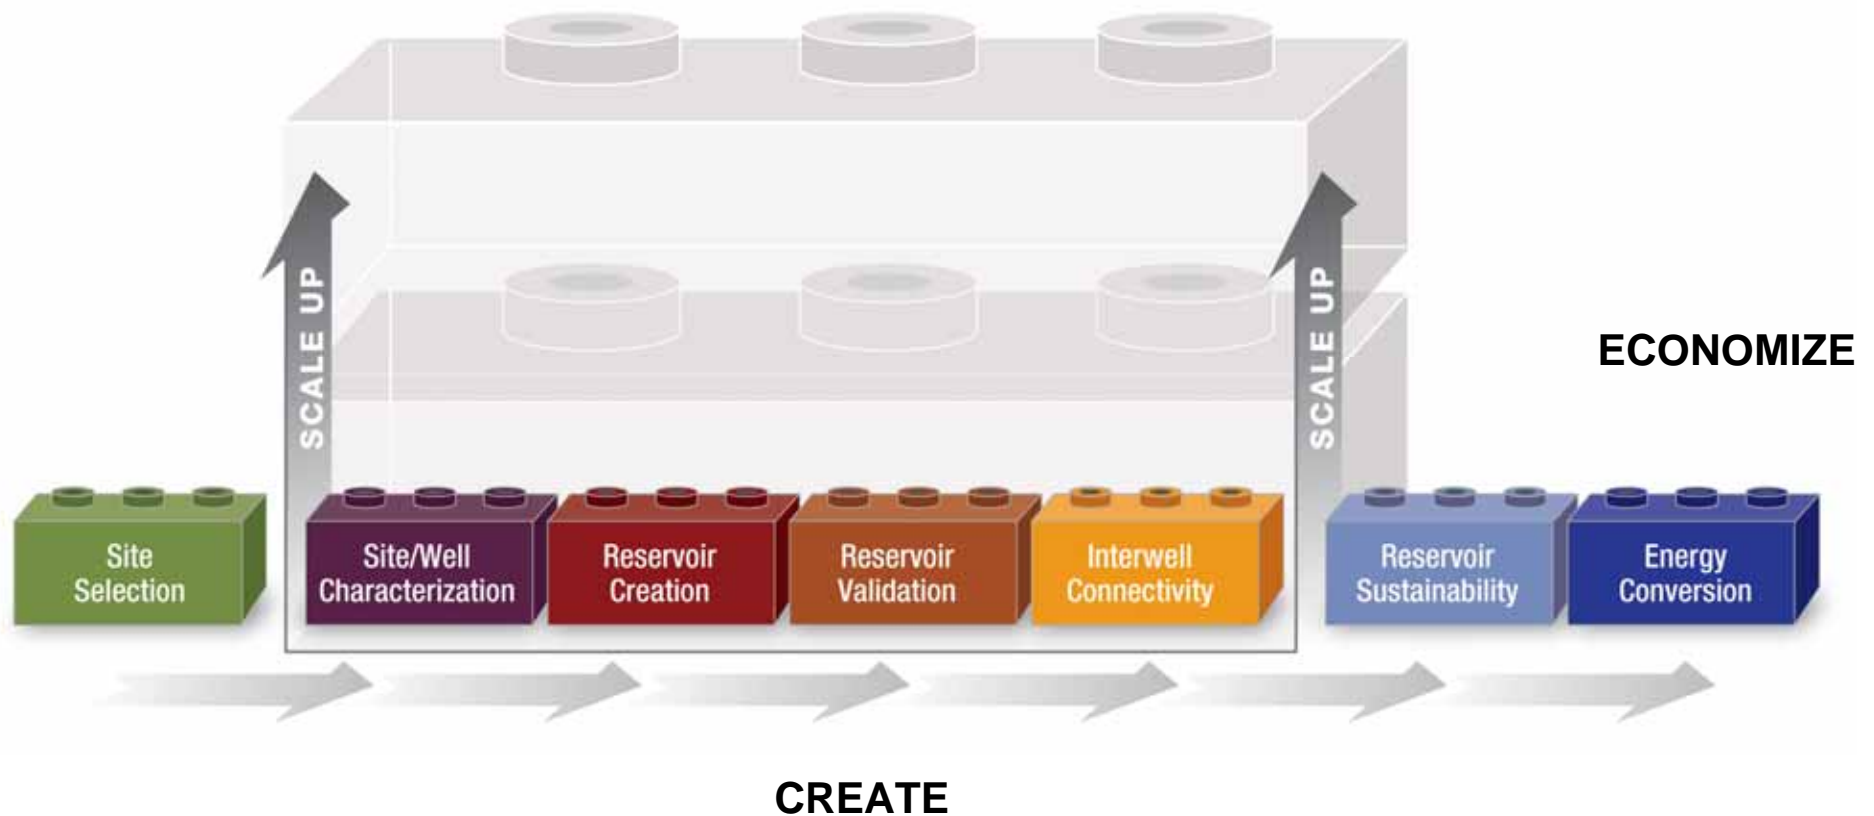 SCALE UP
SCALE UP
ECONOMIZE
Site
Selection
Site/Well
Characterization
Reservoir
Creation
Reservoir
Validation
Interwell
Connectivity
Reservoir
Sustainability
Energy
Conversion
CREATE